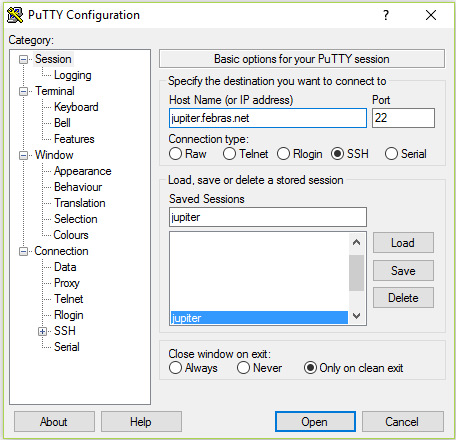 PuTTY Configuration
?
Category:
Session
Logging
Terminal
Keyboard
Bell
Features
Window
Appearance
Behaviour
Translation
Selection
Colours
Connection
Data
Proxy
Telnet
Rlogin
SSH
Serial
Basic options for your PuTTY session
Specify the destination you want to connect to
Host Name (or IP address) Port
jupiter.febras.net 22
Connection type:
Raw Telnet Rlogin SSH Serial
Load, save or delete a stored session
Saved Sessions
jupiter
Load
Save
Delete
jupiter
Close window on exit:
Always Never Only on clean exit
About Help Open Cancel